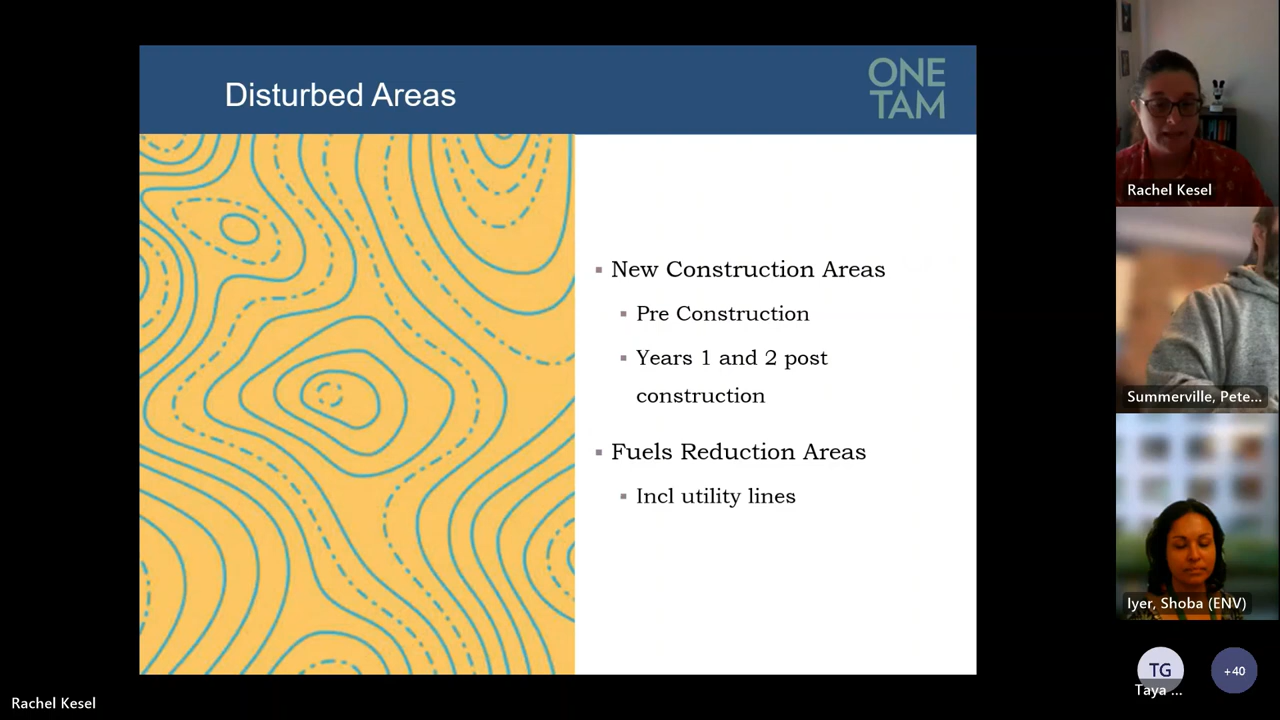 Disturbed Areas
ONE
TAM
New Construction Areas
Pre Construction
Years 1 and 2 post
construction
Fuels Reduction Areas
Incl utility lines
Rachel Kesel
Summerville, Pete...
Iyer, Shoba (ENV)
TG
Taya ...
+40
Rachel Kesel